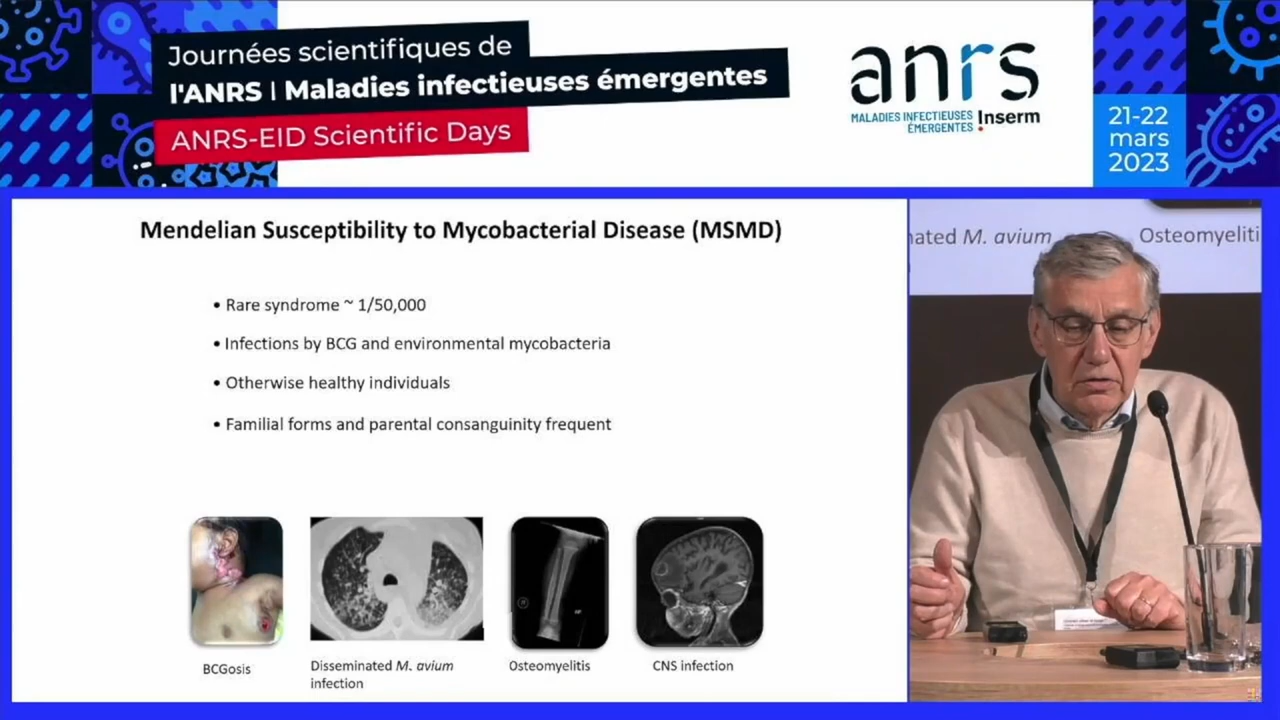 Journées scientifiques de
l'ANRS | Maladies infectieuses émergentes
ANRS-EID Scientific Days
anrs
MALADIES INFECTIEUSES
ÉMERGENTES
Inserm
21-22
mars
2023
Mendelian Susceptibility to Mycobacterial Disease (MSMD)
• Rare syndrome ~ 1/50,000
• Infections by BCG and environmental mycobacteria
• Otherwise healthy individuals
• Familial forms and parental consanguinity frequent
BCGosis
Disseminated M. avium
infection
Osteomyelitis
CNS infection
nated M. avium
Osteomyeliti